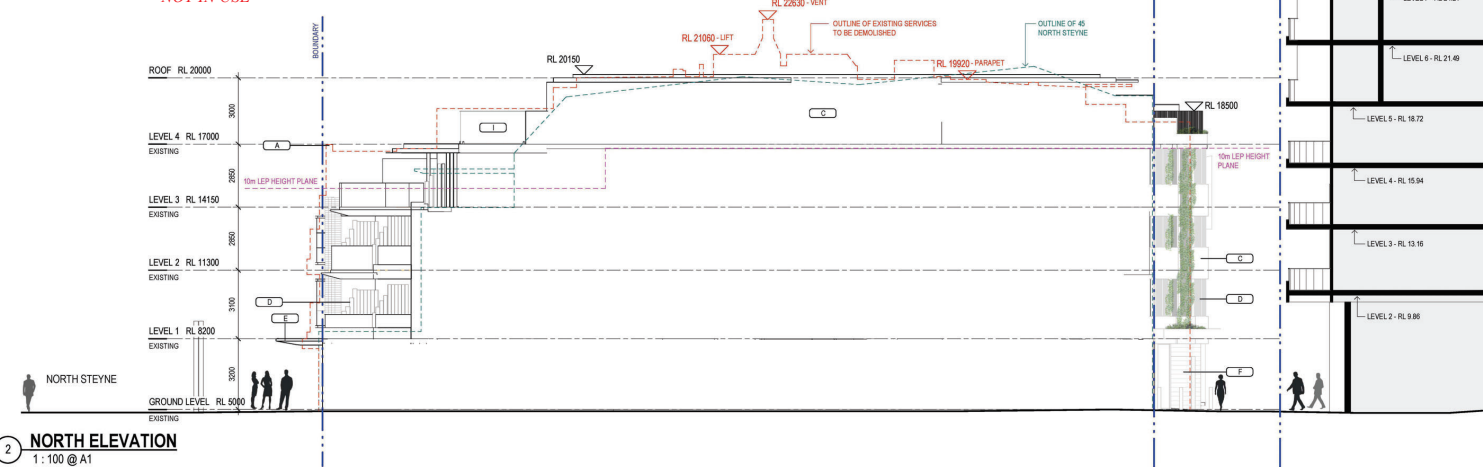 NOT IN USE
BOUNDARY
RL 22630 - VENT
OUTLINE OF EXISTING SERVICES
TO BE DEMOLISHED
OUTLINE OF 45
NORTH STEYNE
RL 21060 - LIFT
RL 20150
RL 19920 - PARAPET
RL 18500
ROOF RL 20000
3000
I
C
LEVEL 4 RL 17000
EXISTING
A
2850
10m LEP HEIGHT PLANE
10m LEP HEIGHT
PLANE
LEVEL 3 RL 14150
EXISTING
2850
LEVEL 2 RL 11300
EXISTING
C
3100
D
D
E
LEVEL 1 RL 8200
EXISTING
3200
F
NORTH STEYNE
GROUND LEVEL RL 5000
EXISTING
LEVEL 6 - RL 21.49
LEVEL 5 - RL 18.72
LEVEL 4 - RL 15.94
LEVEL 3 - RL 13.16
LEVEL 2 - RL 9.86
2
NORTH ELEVATION
1 : 100 @ A1